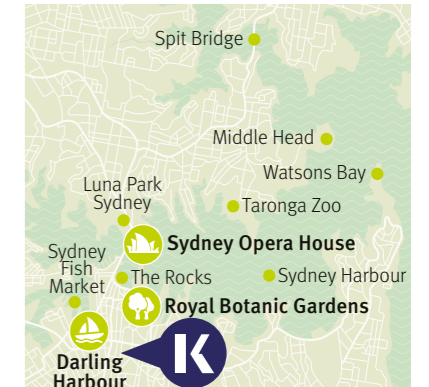 Spit Bridge
Middle Head
Watsons Bay
Luna Park
Sydney
Taronga Zoo
Sydney Opera House
Sydney
Fish
Market
The Rocks
Sydney Harbour
Royal Botanic Gardens
K
Darling
Harbour